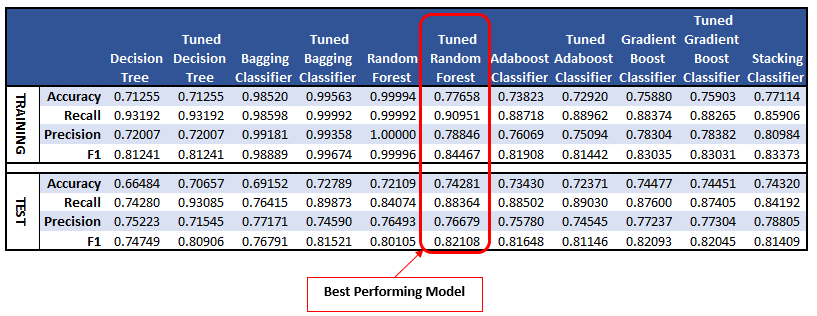 Decision Tree Tuned Decision Tree Bagging Classifier Tuned Bagging Classifier Random Forest Tuned Random Forest Adaboost Classifier Tuned Adaboost Classifier Gradient Boost Classifier Tuned Gradient Boost Classifier Stacking Classifier
TRAINING
Accuracy 0.71255 0.71255 0.98520 0.99563 0.99994 0.77658 0.73823 0.72920 0.75880 0.75903 0.77114
Recall 0.93192 0.93192 0.98598 0.99992 0.99992 0.90951 0.88718 0.88962 0.88374 0.88265 0.85906
Precision 0.72007 0.72007 0.99181 0.99358 1.00000 0.78846 0.76069 0.75094 0.78304 0.78382 0.80984
F1 0.81241 0.81241 0.98889 0.99674 0.99996 0.84467 0.81908 0.81442 0.83035 0.83031 0.83373
TEST
Accuracy 0.66484 0.70657 0.69152 0.72789 0.72109 0.74281 0.73430 0.72371 0.74477 0.74451 0.74320
Recall 0.74280 0.93085 0.76415 0.89873 0.84074 0.88364 0.88502 0.89030 0.87600 0.87405 0.84192
Precision 0.75223 0.71545 0.77171 0.74590 0.76493 0.76679 0.75780 0.74545 0.77237 0.77304 0.78805
F1 0.74749 0.80906 0.76791 0.81521 0.80105 0.82108 0.81648 0.81146 0.82093 0.82045 0.81409
Best Performing Model